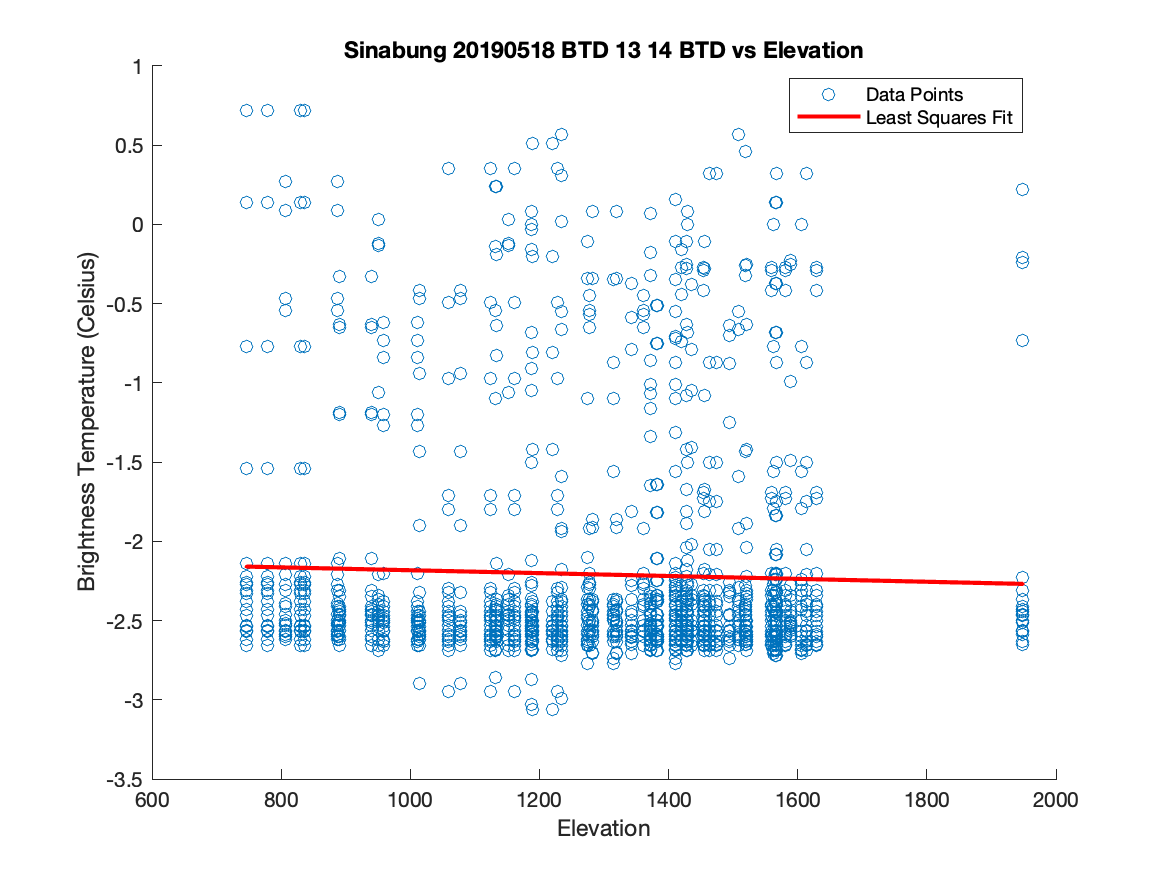 Sinabung 20190518 BTD 13 14 BTD vs Elevation
Data Points
Least Squares Fit
Brightness Temperature (Celsius)
1
0.5
0
-0.5
-1
-1.5
-2
-2.5
-3
-3.5
600 800 1000 1200 1400 1600 1800 2000
Elevation